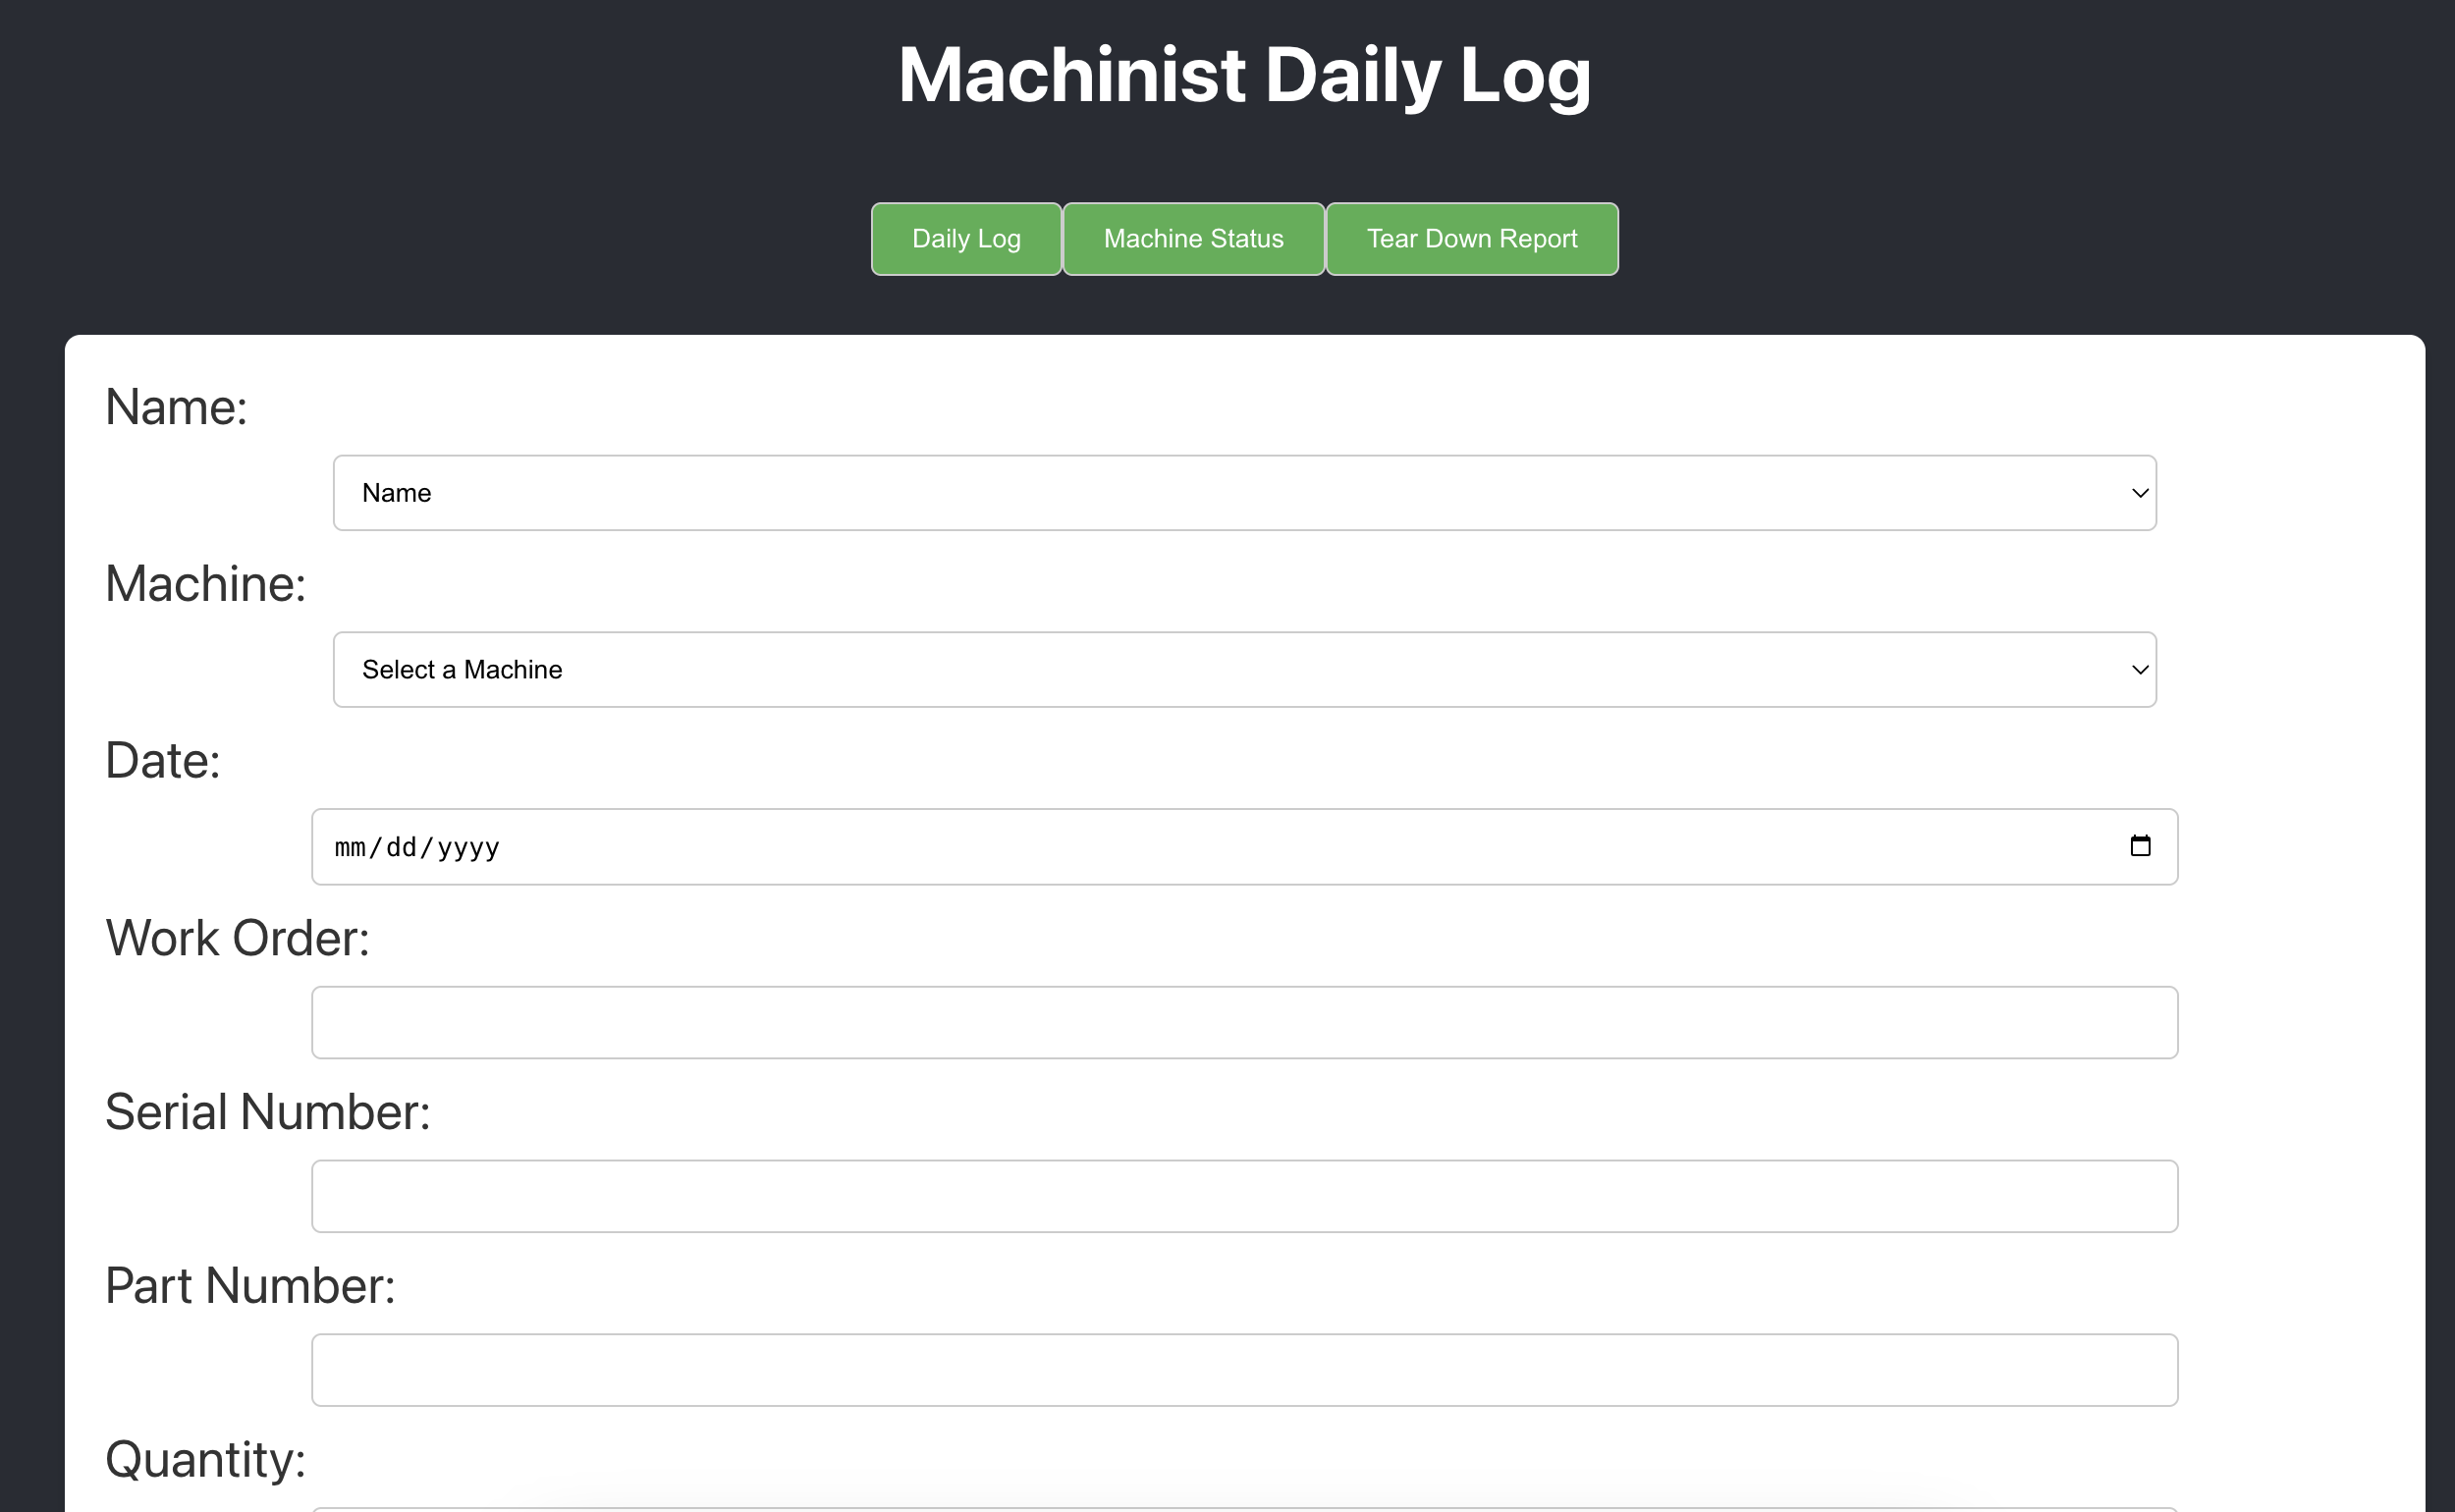 Machinist Daily Log
Daily Log Machine Status Tear Down Report
Name:
Name
Machine:
Select a Machine
Date:
mm/dd/yyyy
Work Order:
Serial Number:
Part Number:
Quantity: